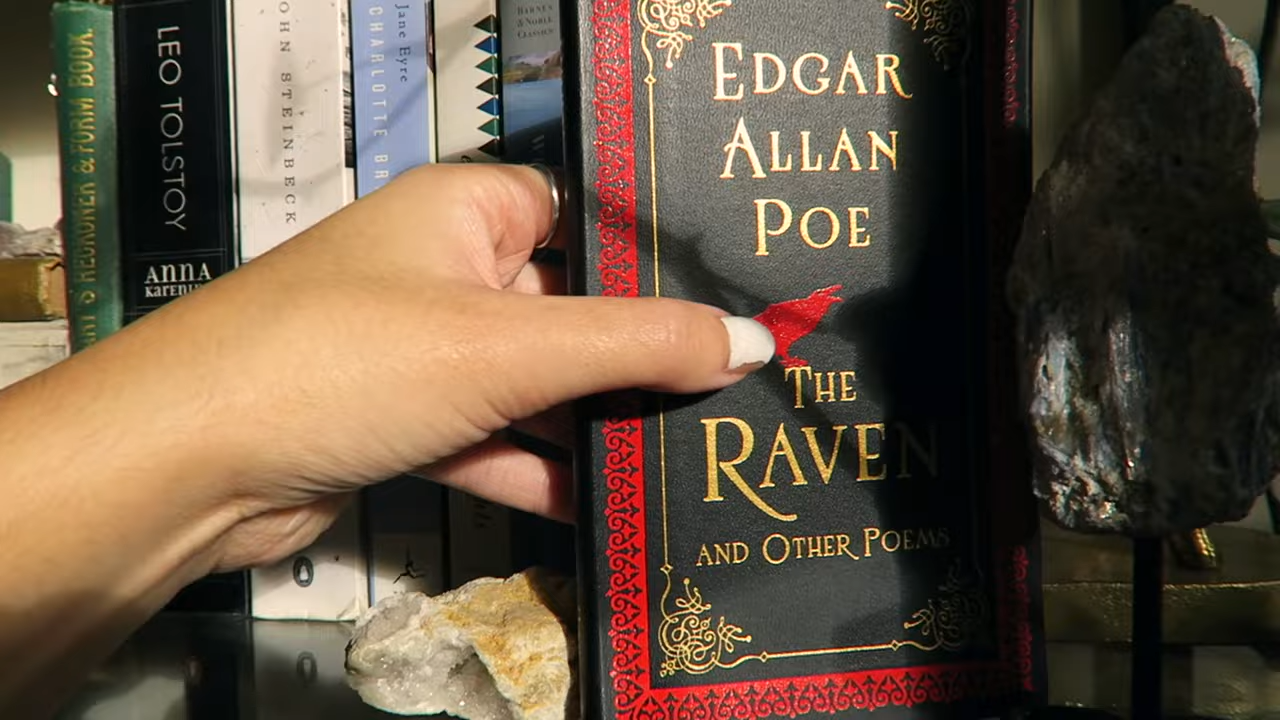 LEO TOLSTOY
ANNA
JOHN STEINBECK
Jane Eyre
CHARLOTTE BR
BARNES
& NOBLE
CLASSICS
EDGAR
ALLAN
POE
THE
RAVEN
AND OTHER POEMS